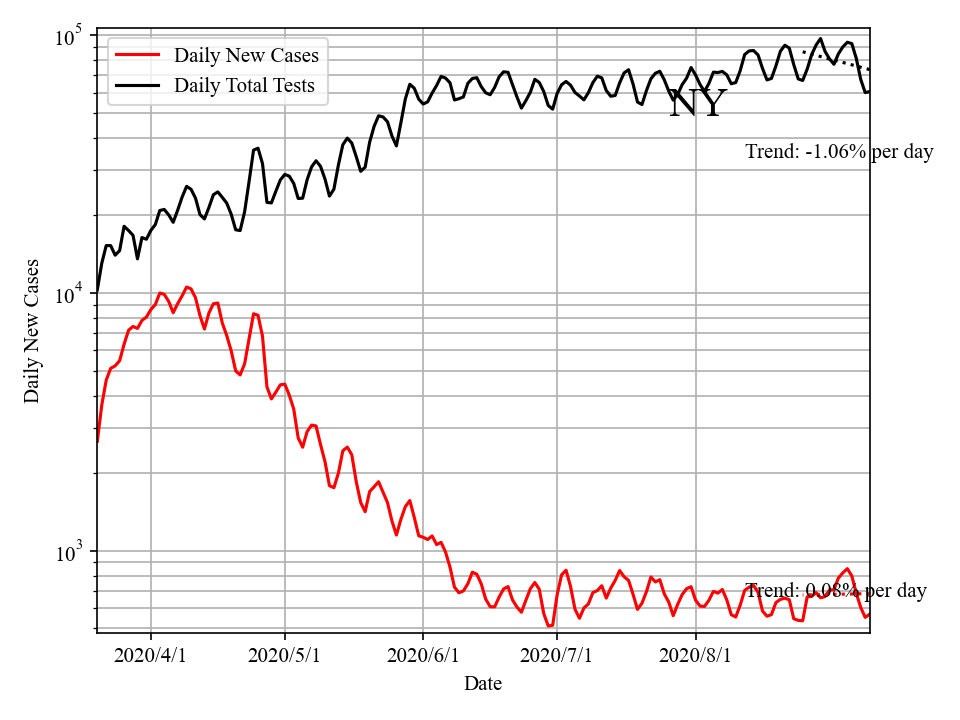 10^5
Daily New Cases
Daily Total Tests
NY
Trend: -1.06% per day
10^4
Daily New Cases
10^3
Trend: 0.08% per day
2020/4/1 2020/5/1 2020/6/1 2020/7/1 2020/8/1
Date